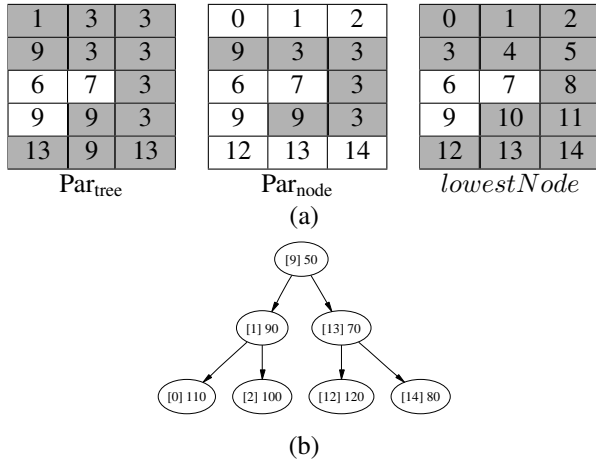 1 3 3 0 1 2 0 1 2
9 3 3 9 3 3 3 4 5
6 7 3 6 7 3 6 7 8
9 9 3 9 9 3 9 10 11
13 9 13 12 13 14 12 13 14
Par_tree Par_node lowestNode
(a)
[9] 50
[1] 90 [13] 70
[0] 110 [2] 100 [12] 120 [14] 80
(b)